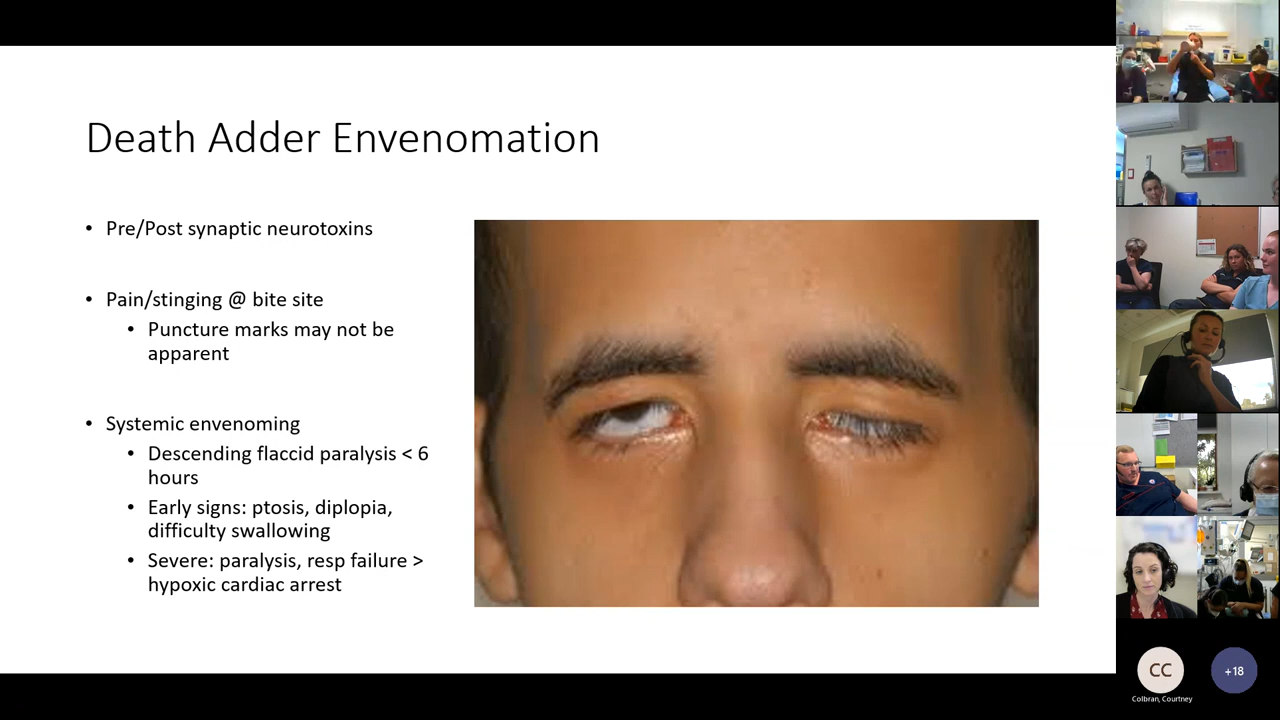 Death Adder Envenomation
• Pre/Post synaptic neurotoxins
• Pain/stinging @ bite site
• Puncture marks may not be
apparent
• Systemic envenoming
• Descending flaccid paralysis < 6
hours
• Early signs: ptosis, diplopia,
difficulty swallowing
• Severe: paralysis, resp failure >
hypoxic cardiac arrest
CC
+18
Colbran, Courtney